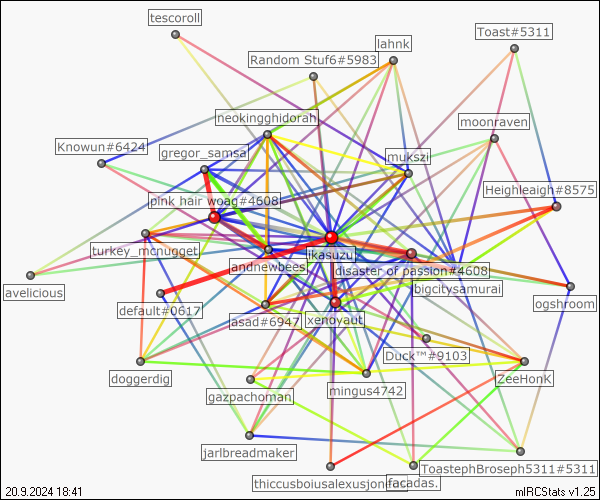 tescoroll
Toast#5311
lahnk
Random Stuf6#5983
neokingghidorah
moonraven
Knowun#6424
gregor_samsa
mukszi
Heighleaigh#8575
pink hair woag#4608
turkey_mcnugget
ikasuzu
andnewbees
disaster of passion#4608
avelicious
bigcitysamurai
default#0617
ogshroom
asad#6947
xenoyaut
Duck™#9103
doggerdig
ZeeHonK
mingus4742
gazpachoman
jarlbreadmaker
ToastephBroseph5311#5311
thiccusboiusalexusjon
facadas.
20.9.2024 18:41
mIRCStats v1.25